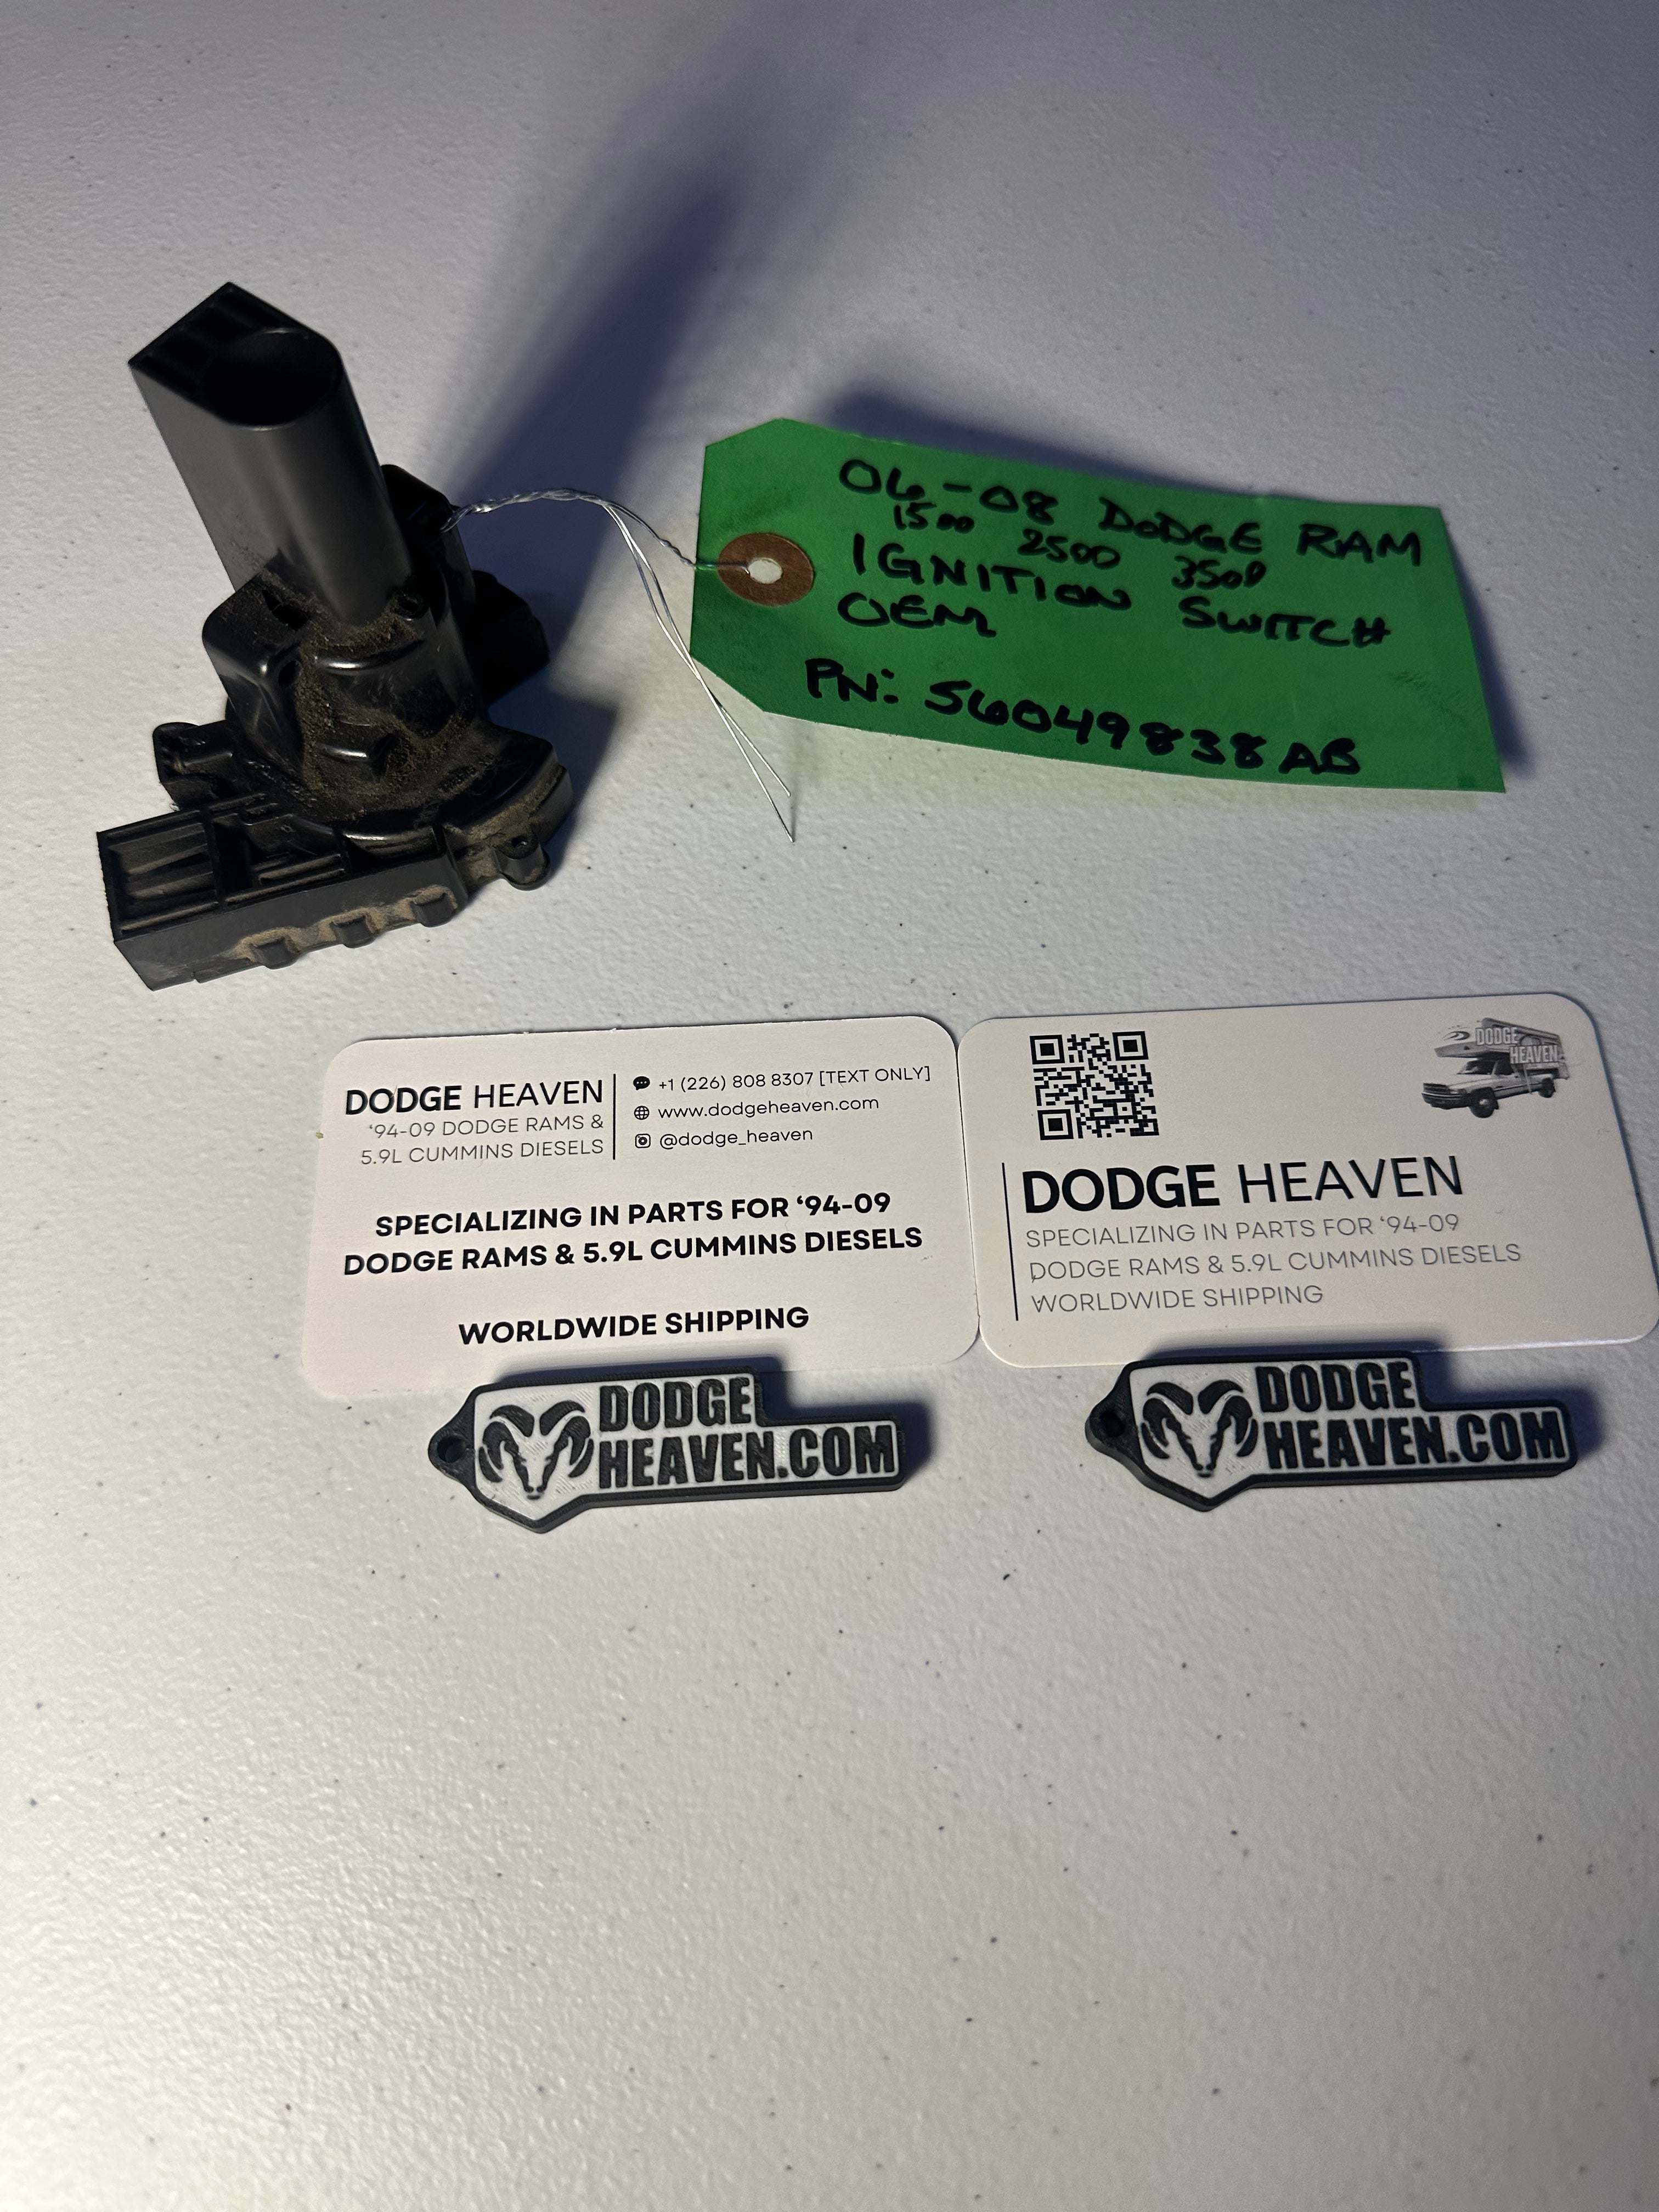 06-08 DODGE RAM
1500 2500 3500
IGNITION SWITCH
OEM
PN: 56049838AB
DODGE HEAVEN
'94-09 DODGE RAMS &
5.9L CUMMINS DIESELS
+1 (226) 808 8307 [TEXT ONLY]
www.dodgeheaven.com
@dodge_heaven
SPECIALIZING IN PARTS FOR '94-09
DODGE RAMS & 5.9L CUMMINS DIESELS
WORLDWIDE SHIPPING
DODGE
HEAVEN
DODGE HEAVEN
SPECIALIZING IN PARTS FOR '94-09
DODGE RAMS & 5.9L CUMMINS DIESELS
WORLDWIDE SHIPPING
DODGE
HEAVEN.COM
DODGE
HEAVEN.COM